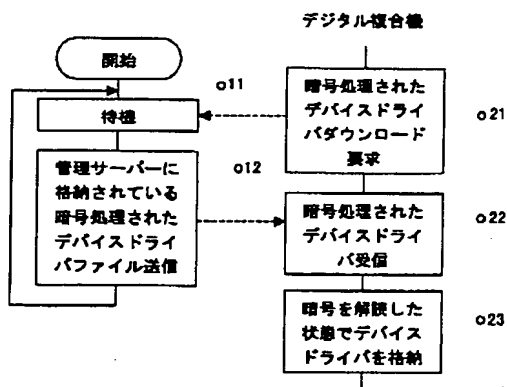 デジタル複合機
開始
o11
待機
o12
管理サーバーに
格納されている
暗号処理された
デバイスドライ
バファイル送信
暗号処理された
デバイスドライ
バダウンロード
要求
o21
暗号処理された
デバイスドライ
バ受信
o22
暗号を解読した
状態でデバイス
ドライバを格納
o23